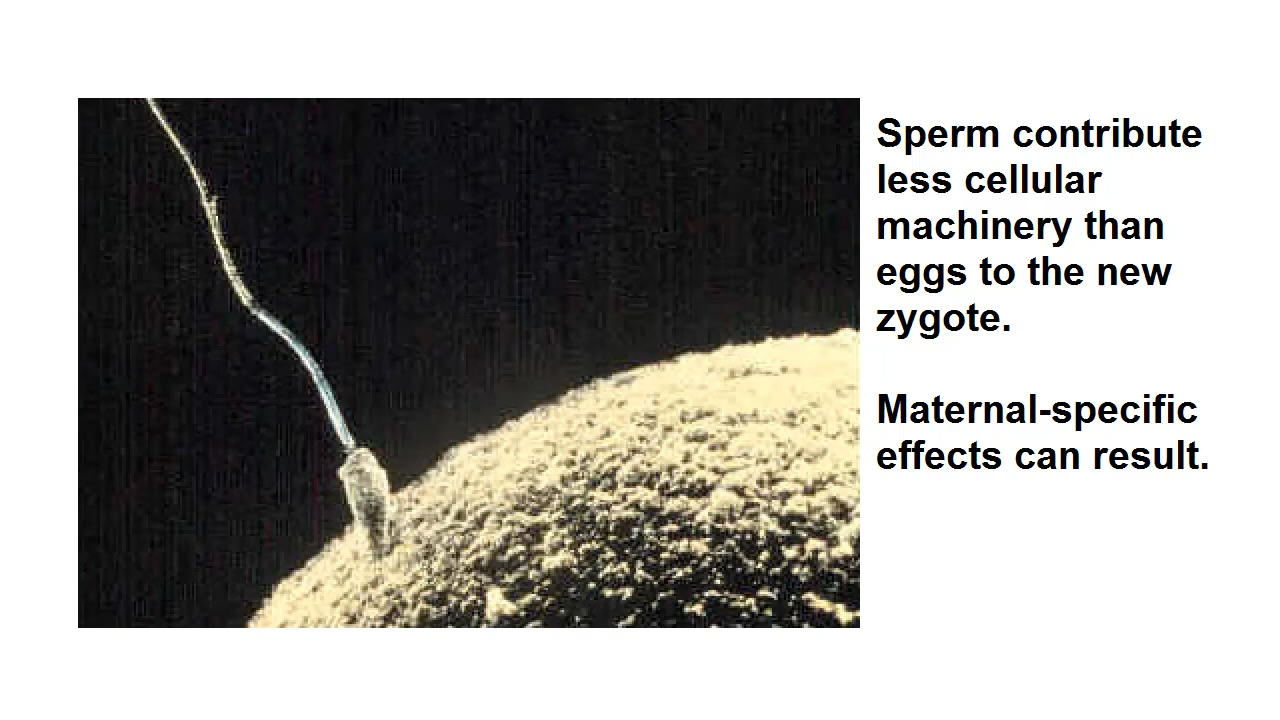 Sperm contribute
less cellular
machinery than
eggs to the new
zygote.
Maternal-specific
effects can result.